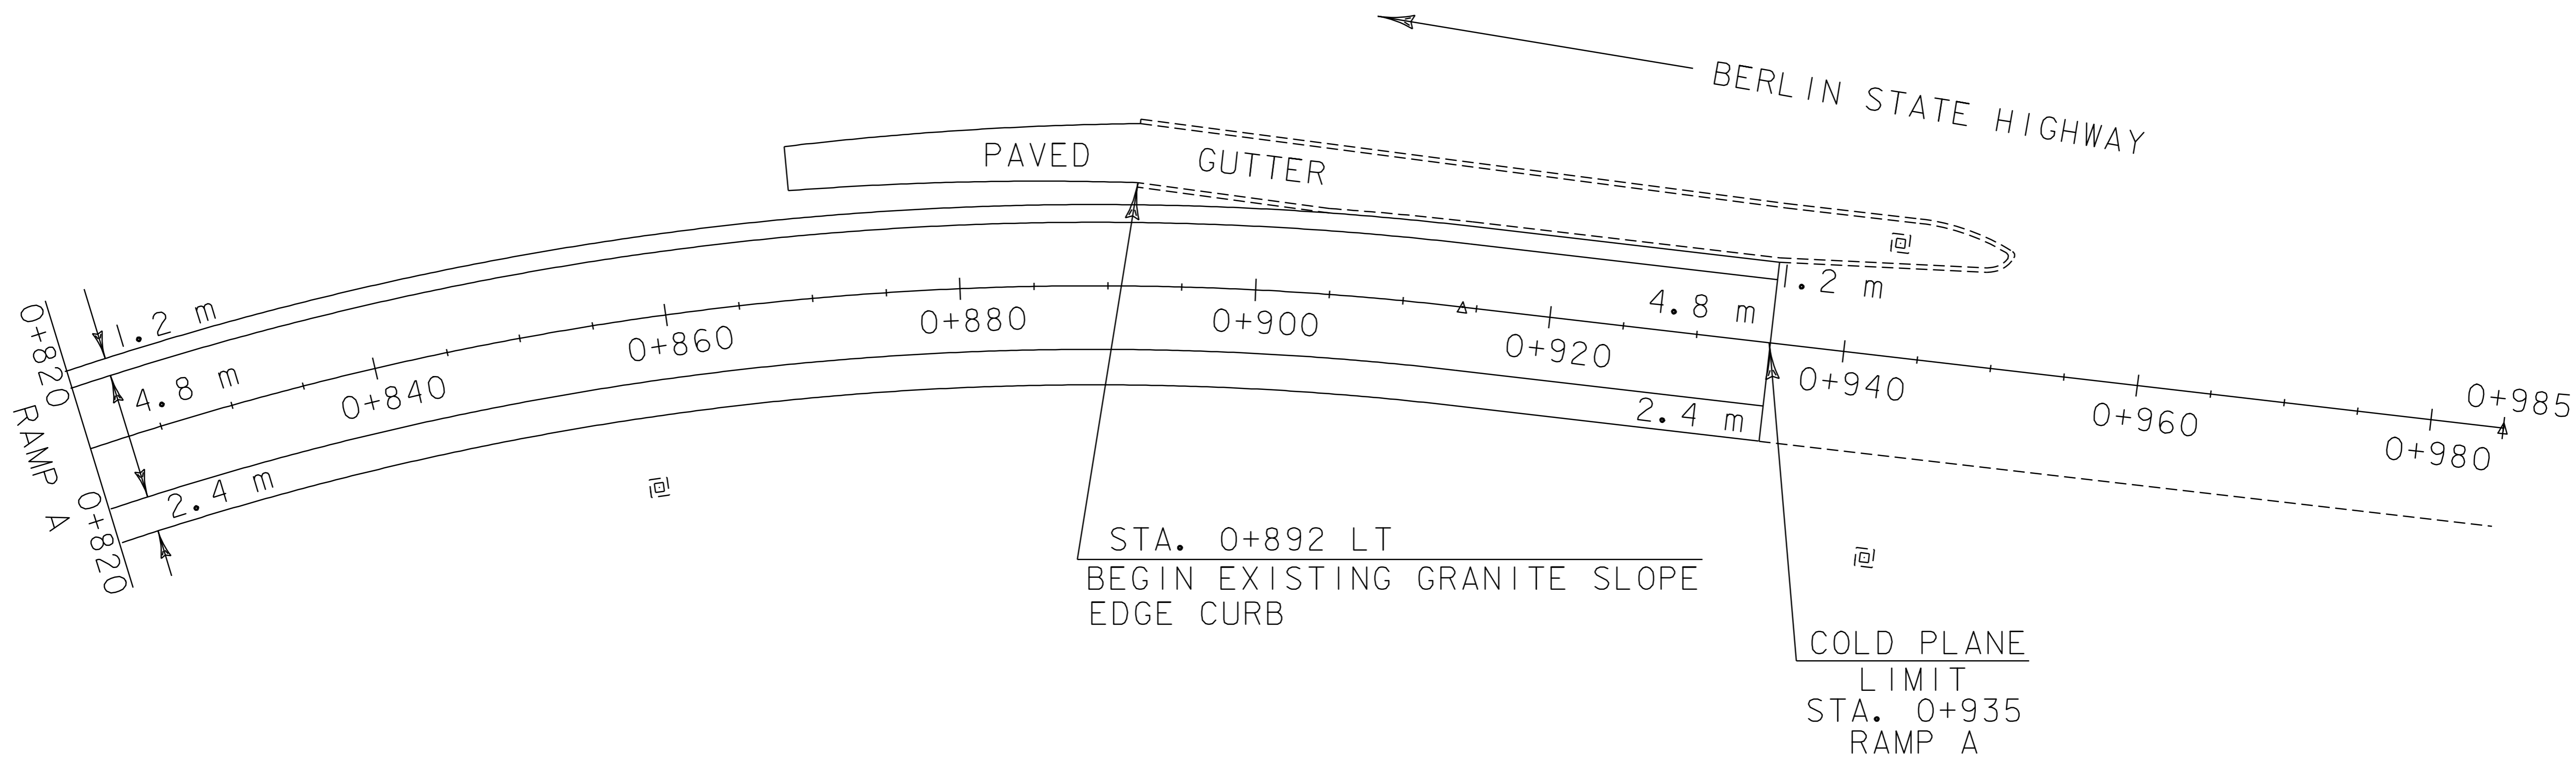 BERLIN STATE HIGHWAY
PAVED GUTTER
1.2 m
4.8 m
2.4 m
0+820
RAMP A
0+820
0+840
0+860
0+880
0+900
0+920
0+940
0+960
0+980
0+985
1.2 m
4.8 m
2.4 m
STA. 0+892 LT
BEGIN EXISTING GRANITE SLOPE
EDGE CURB
COLD PLANE
LIMIT
STA. 0+935
RAMP A